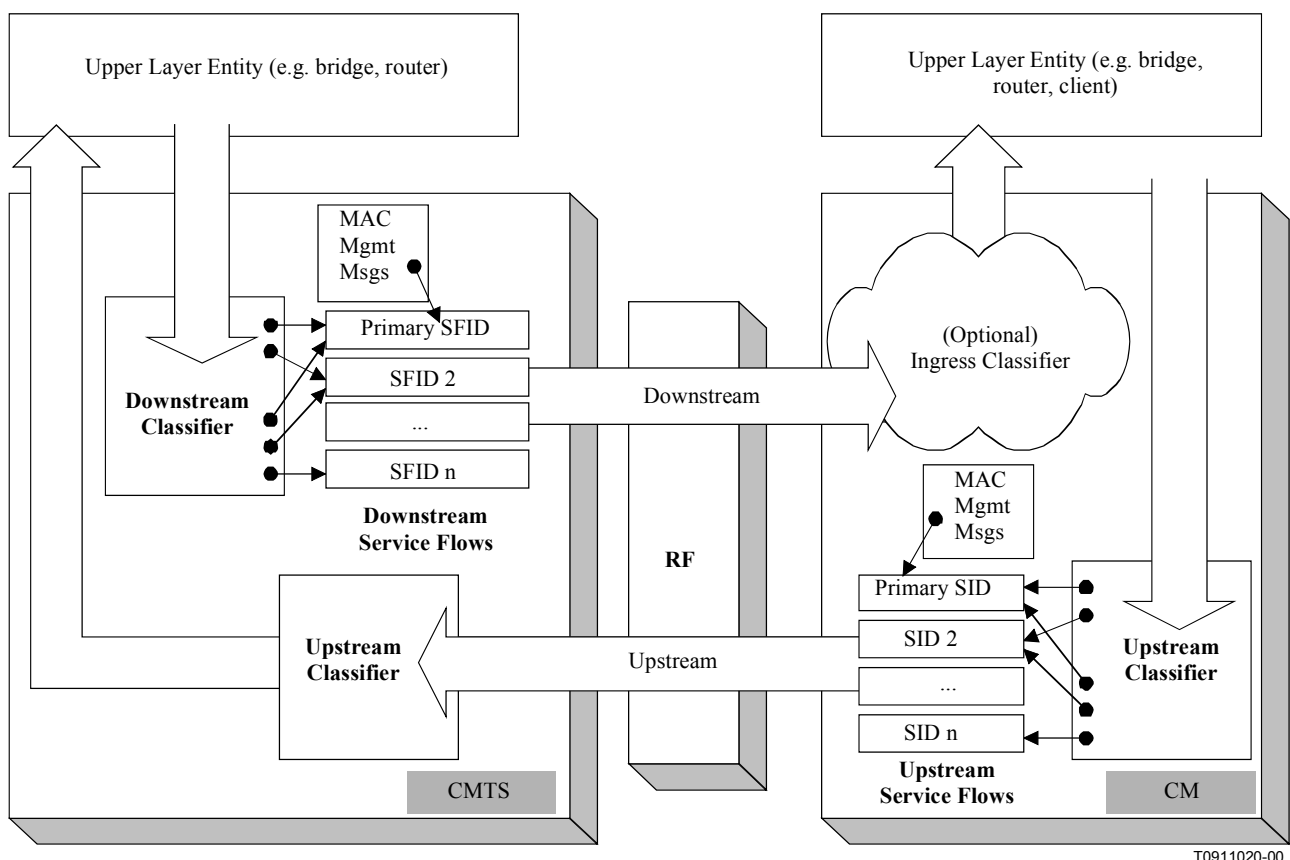 Upper Layer Entity (e.g. bridge, router)
Upper Layer Entity (e.g. bridge,
router, client)
MAC
Mgmt
Msgs
Primary SFID
SFID 2
...
SFID n
Downstream
Classifier
Downstream
Service Flows
Downstream
(Optional)
Ingress Classifier
MAC
Mgmt
Msgs
RF
Primary SID
SID 2
...
SID n
Upstream
Classifier
Upstream
Upstream
Classifier
Upstream
Service Flows
CMTS
CM
T0911020-00